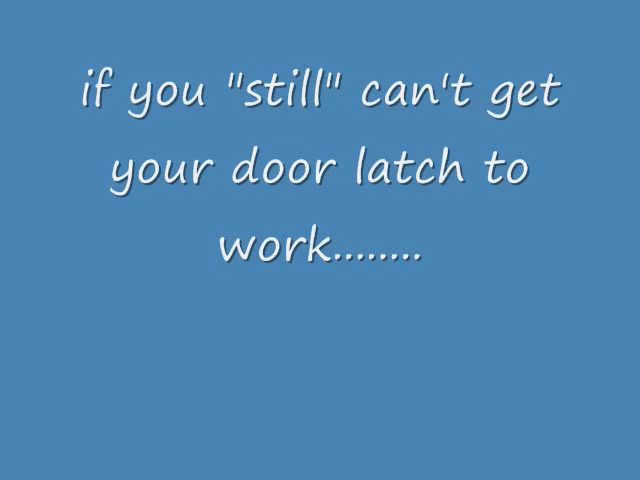 if you "still" can't get
your door latch to
work........